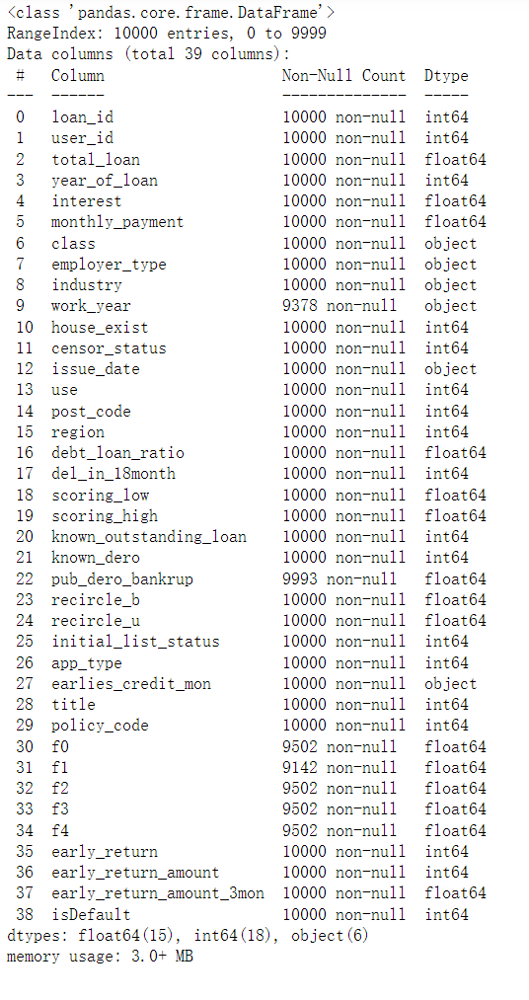 <class 'pandas.core.frame.DataFrame'>
RangeIndex: 10000 entries, 0 to 9999
Data columns (total 39 columns):
 #   Column                 Non-Null Count  Dtype
---  ------                 --------------  -----
 0   loan_id                10000 non-null  int64
 1   user_id                10000 non-null  int64
 2   total_loan             10000 non-null  float64
 3   year_of_loan           10000 non-null  int64
 4   interest               10000 non-null  float64
 5   monthly_payment        10000 non-null  float64
 6   class                  10000 non-null  object
 7   employer_type          10000 non-null  object
 8   industry               10000 non-null  object
 9   work_year              9378 non-null   object
 10  house_exist            10000 non-null  int64
 11  censor_status          10000 non-null  int64
 12  issue_date             10000 non-null  object
 13  use                    10000 non-null  int64
 14  post_code              10000 non-null  int64
 15  region                 10000 non-null  int64
 16  debt_loan_ratio        10000 non-null  float64
 17  del_in_18month         10000 non-null  int64
 18  scoring_low            10000 non-null  float64
 19  scoring_high           10000 non-null  float64
 20  known_outstanding_loan 10000 non-null  int64
 21  known_dero             10000 non-null  int64
 22  pub_dero_bankrup       9993 non-null   float64
 23  recircle_b             10000 non-null  float64
 24  recircle_u             10000 non-null  float64
 25  initial_list_status    10000 non-null  int64
 26  app_type               10000 non-null  int64
 27  earlies_credit_mon     10000 non-null  object
 28  title                  10000 non-null  int64
 29  policy_code            10000 non-null  int64
 30  f0                     9502 non-null   float64
 31  f1                     9142 non-null   float64
 32  f2                     9502 non-null   float64
 33  f3                     9502 non-null   float64
 34  f4                     9502 non-null   float64
 35  early_return           10000 non-null  int64
 36  early_return_amount    10000 non-null  int64
 37  early_return_amount_3mon 10000 non-null  float64
 38  isDefault              10000 non-null  int64
dtypes: float64(15), int64(18), object(6)
memory usage: 3.0+ MB